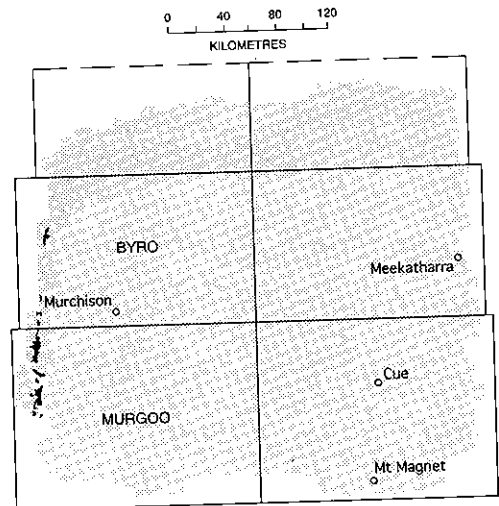 0 40 80 120
KILOMETRES
BYRO
Meekatharra
Murchison
Cue
MURGOO
Mt Magnet